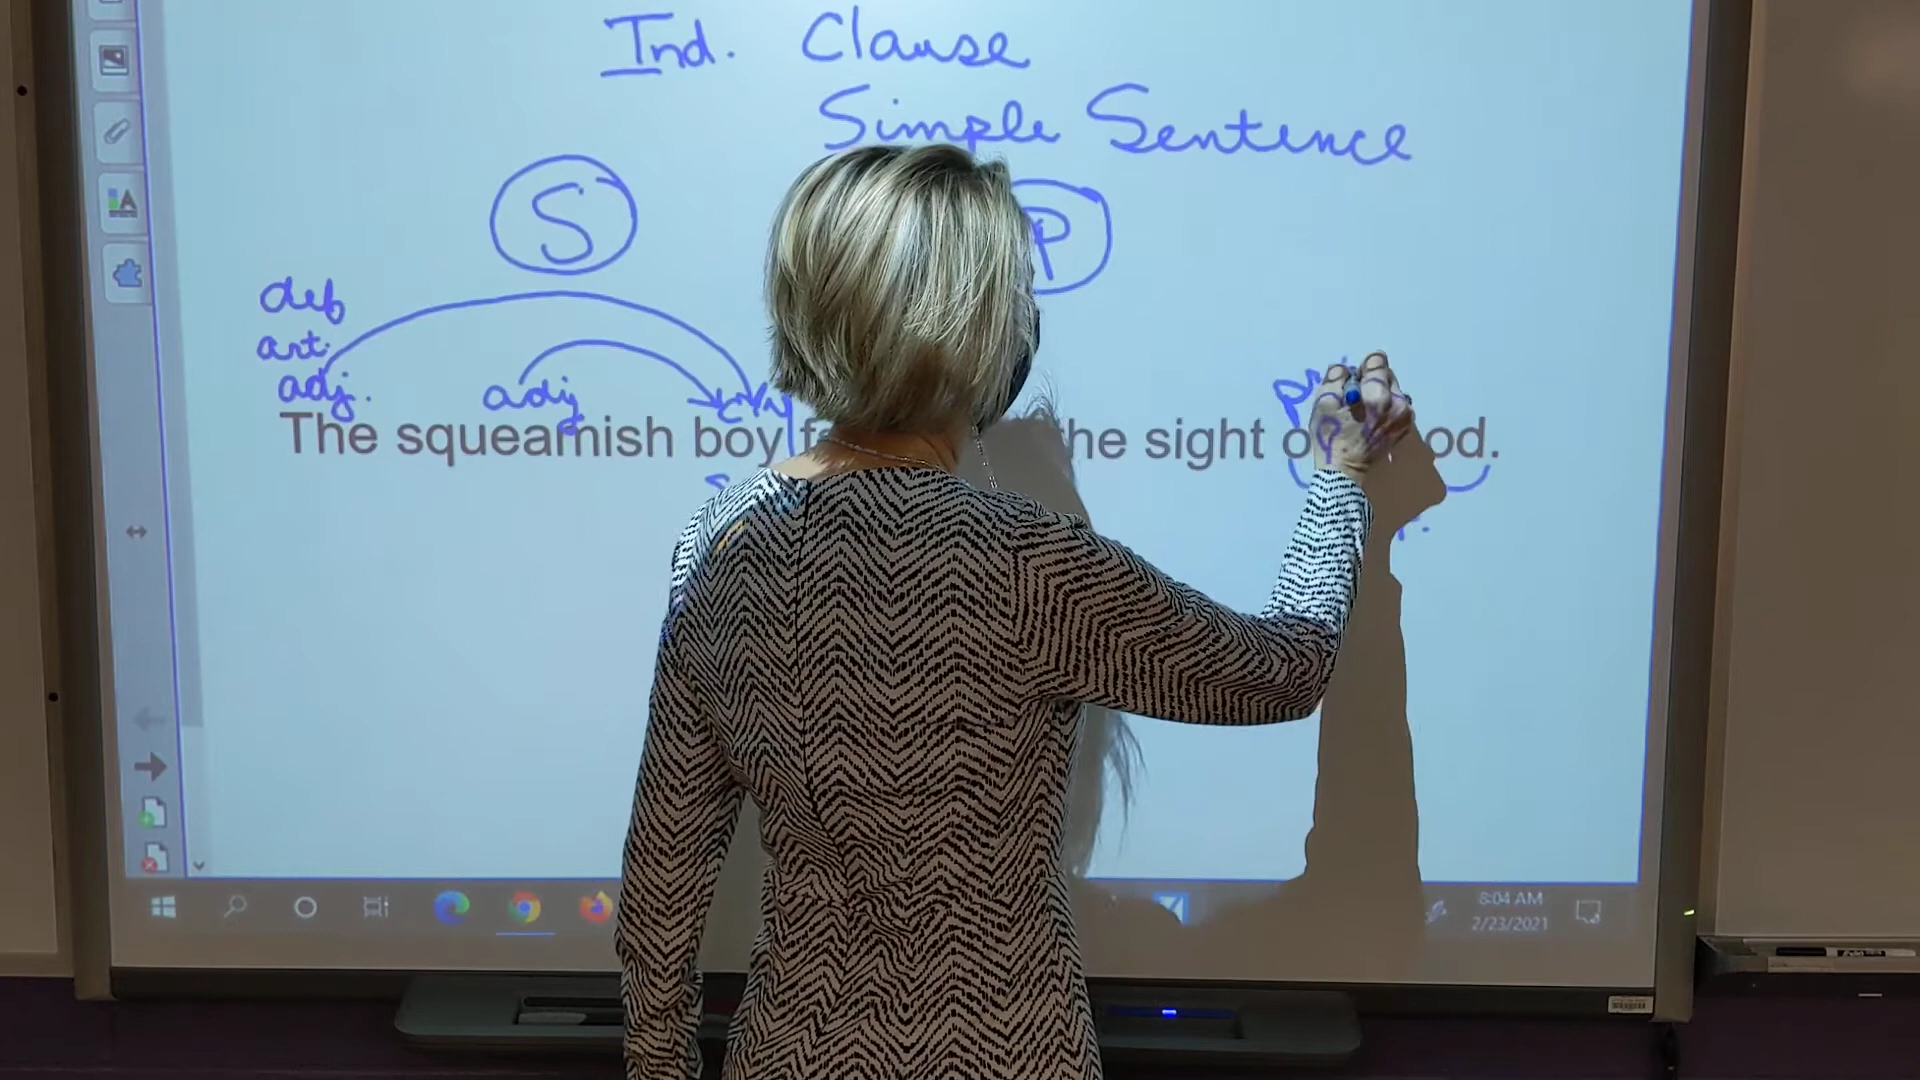 Ind. Clause
Simple Sentence
S P
def
art.
adj. adj
The squeamish boy the sight
8:04 AM
2/23/2021